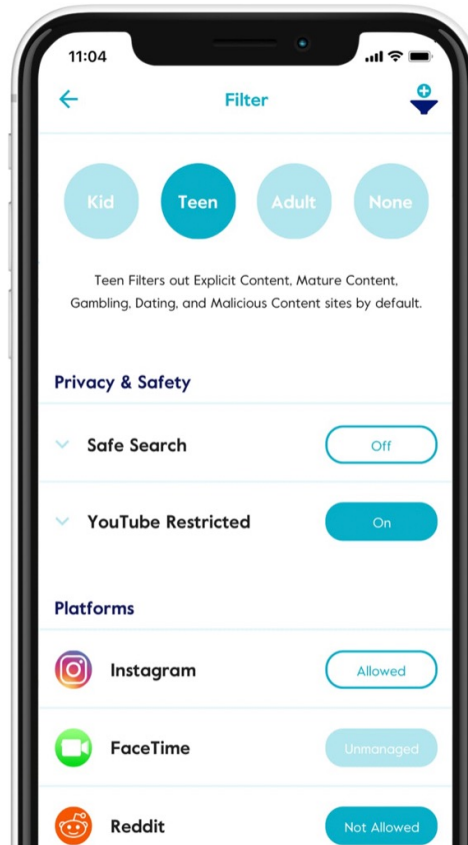 11:04
Filter
Kid
Teen
Adult
None
Teen Filters out Explicit Content, Mature Content,
Gambling, Dating, and Malicious Content sites by default.
Privacy & Safety
Safe Search
Off
YouTube Restricted
On
Platforms
Instagram
Allowed
FaceTime
Unmanaged
Reddit
Not Allowed